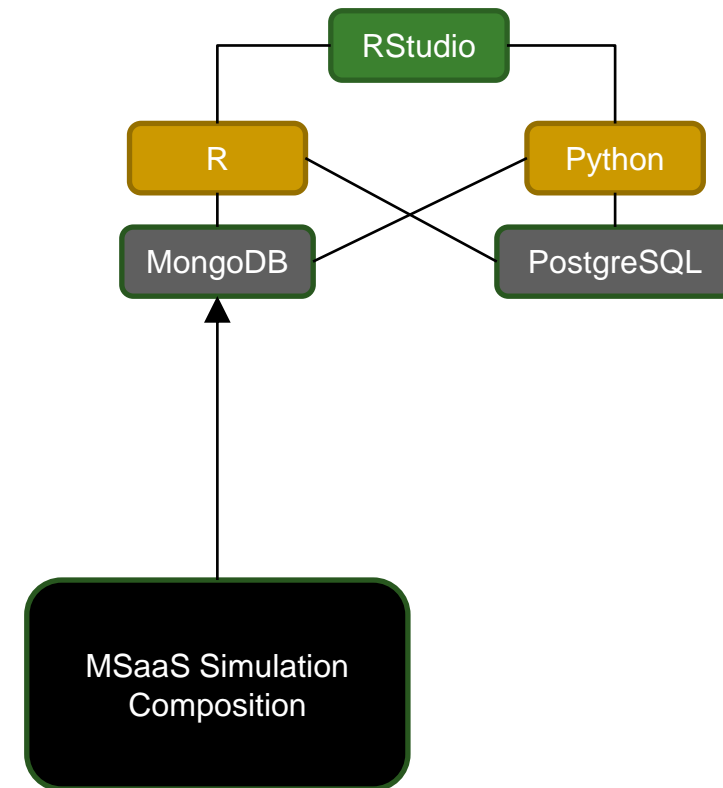 RStudio
R
Python
MongoDB
PostgreSQL
MSaaS Simulation
Composition